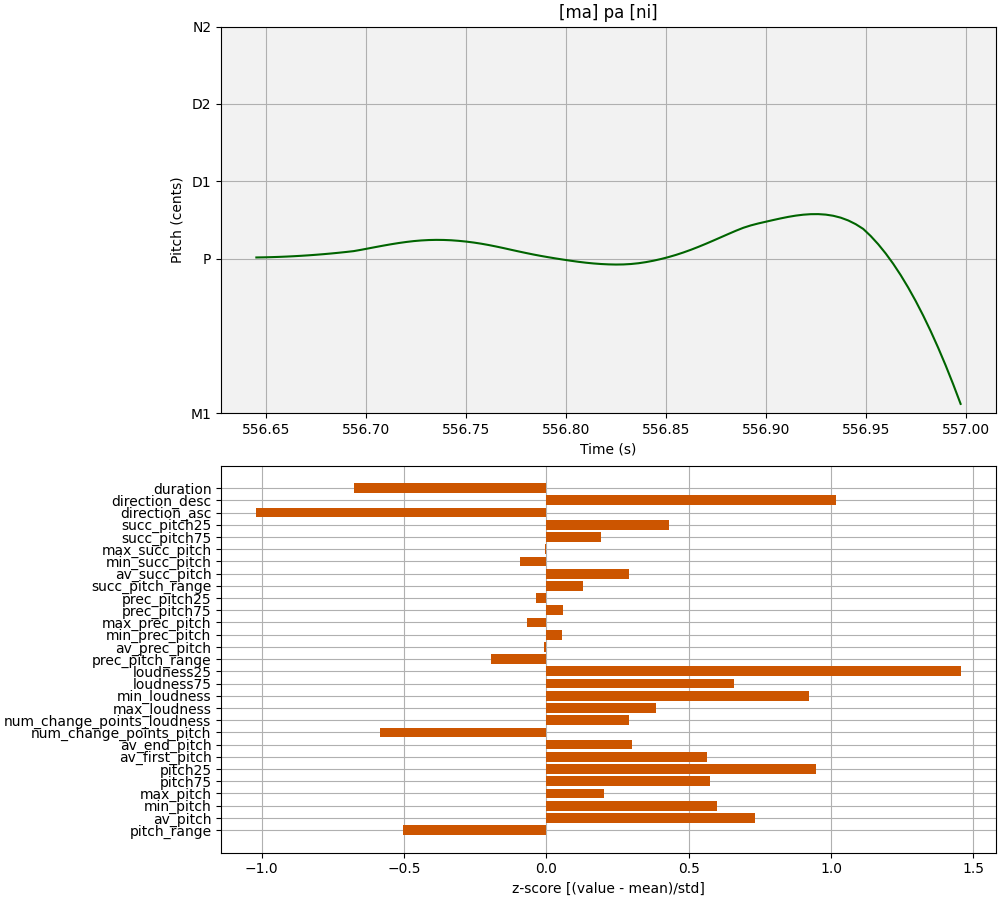 [ma] pa [ni]
N2
D2
D1
P
M1
Pitch (cents)
556.65 556.70 556.75 556.80 556.85 556.90 556.95 557.00
Time (s)
duration
direction_desc
direction_asc
succ_pitch25
succ_pitch75
max_succ_pitch
min_succ_pitch
av_succ_pitch
succ_pitch_range
prec_pitch25
prec_pitch75
max_prec_pitch
min_prec_pitch
av_prec_pitch
prec_pitch_range
loudness25
loudness75
min_loudness
max_loudness
num_change_points_loudness
num_change_points_pitch
av_end_pitch
av_first_pitch
pitch25
pitch75
max_pitch
min_pitch
av_pitch
pitch_range
−1.0 −0.5 0.0 0.5 1.0 1.5
z-score [(value - mean)/std]